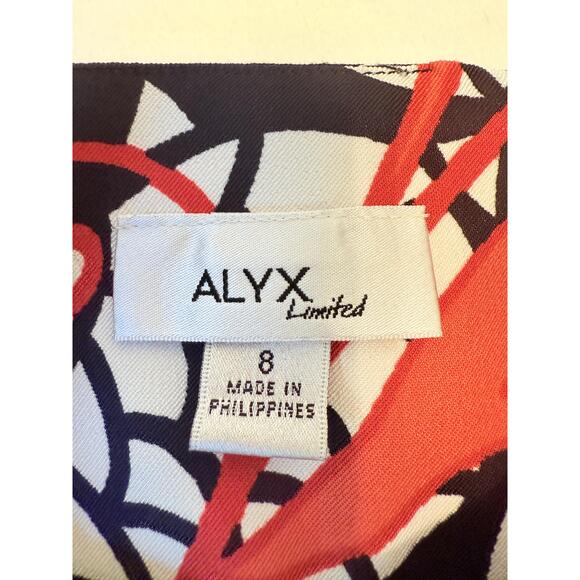 ALYX
Limited
8
MADE IN
PHILIPPINES